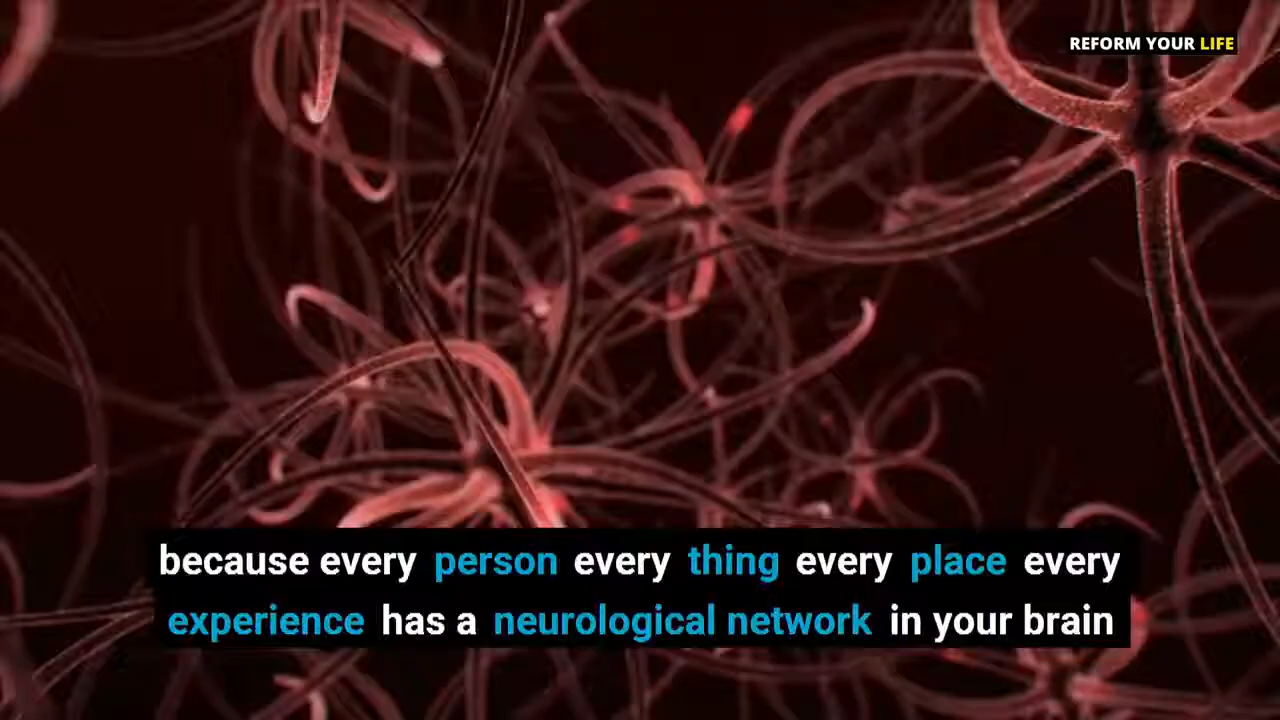 REFORM YOUR LIFE
because every person every thing every place every
experience has a neurological network in your brain